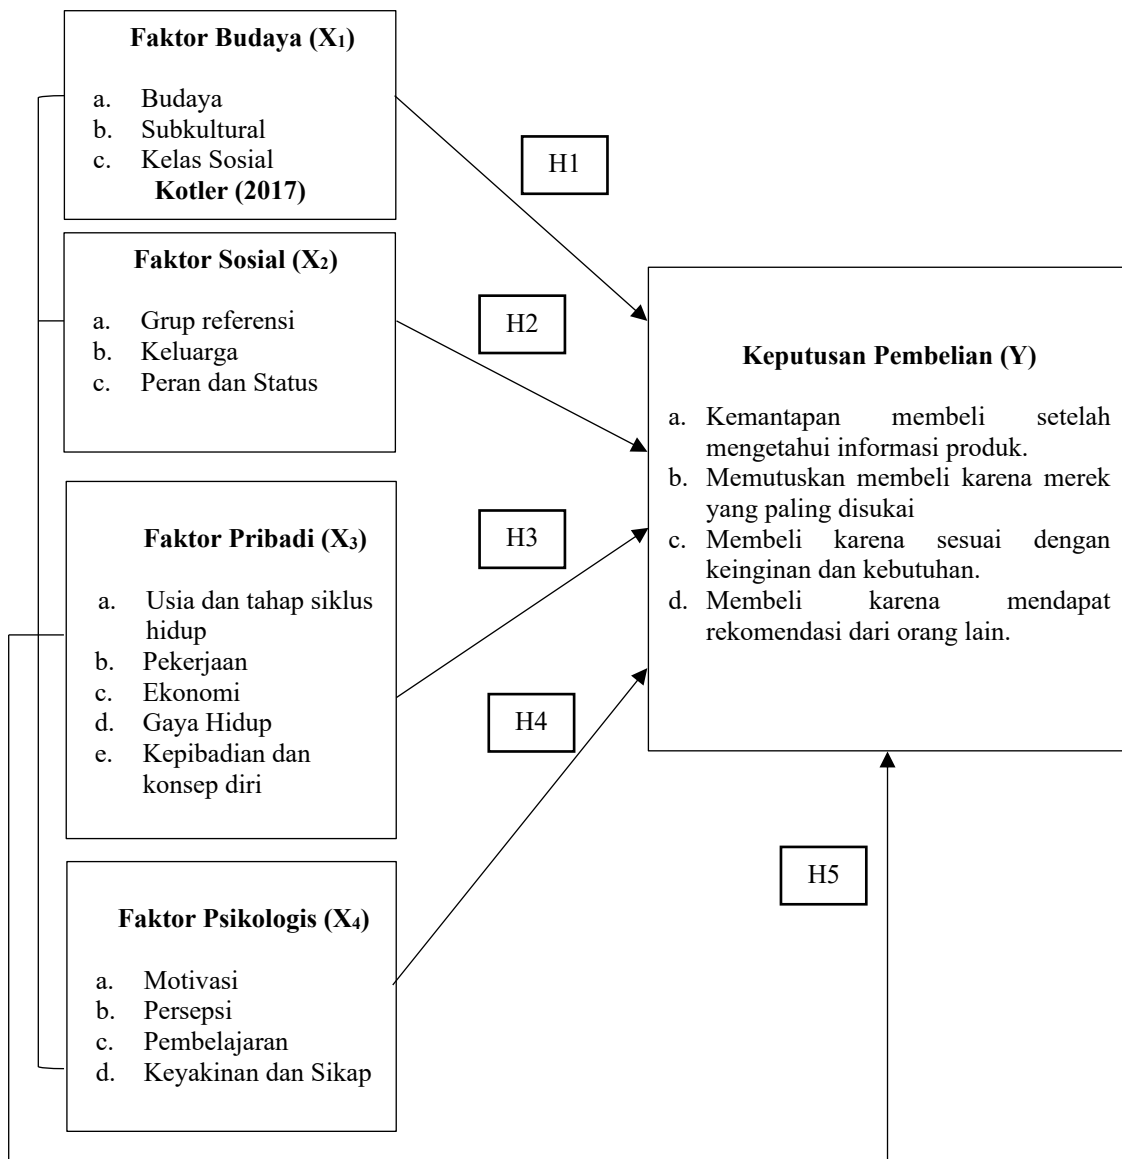 Faktor Budaya (X₁)
a. Budaya
b. Subkultural
c. Kelas Sosial
Kotler (2017)
H1
Faktor Sosial (X₂)
a. Grup referensi
b. Keluarga
c. Peran dan Status
H2
Keputusan Pembelian (Y)
a. Kemantapan membeli setelah
mengetahui informasi produk.
b. Memutuskan membeli karena merek
yang paling disukai
c. Membeli karena sesuai dengan
keinginan dan kebutuhan.
d. Membeli karena mendapat
rekomendasi dari orang lain.
Faktor Pribadi (X₃)
a. Usia dan tahap siklus
hidup
b. Pekerjaan
c. Ekonomi
d. Gaya Hidup
e. Kepibadian dan
konsep diri
H3
H4
Faktor Psikologis (X₄)
a. Motivasi
b. Persepsi
c. Pembelajaran
d. Keyakinan dan Sikap
H5